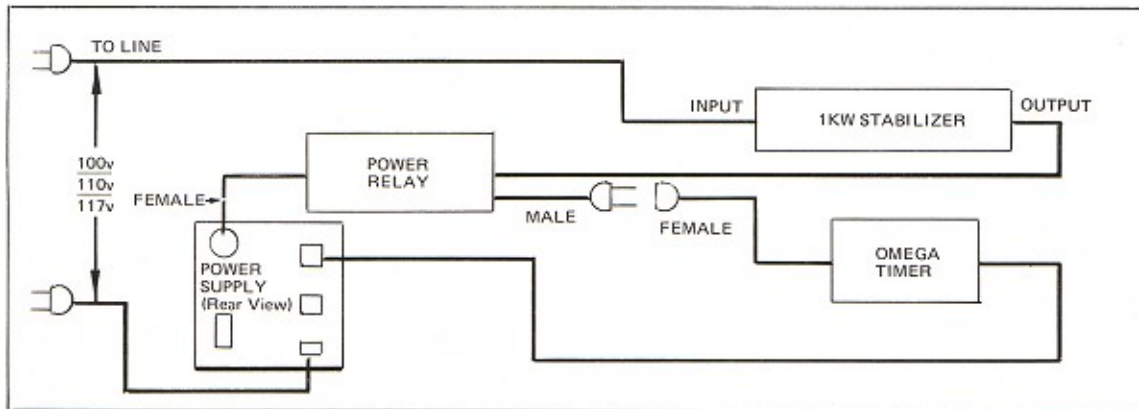 TO LINE
INPUT
1KW STABILIZER
OUTPUT
100v
110v
117v
FEMALE
POWER
RELAY
MALE
FEMALE
POWER
SUPPLY
(Rear View)
OMEGA
TIMER